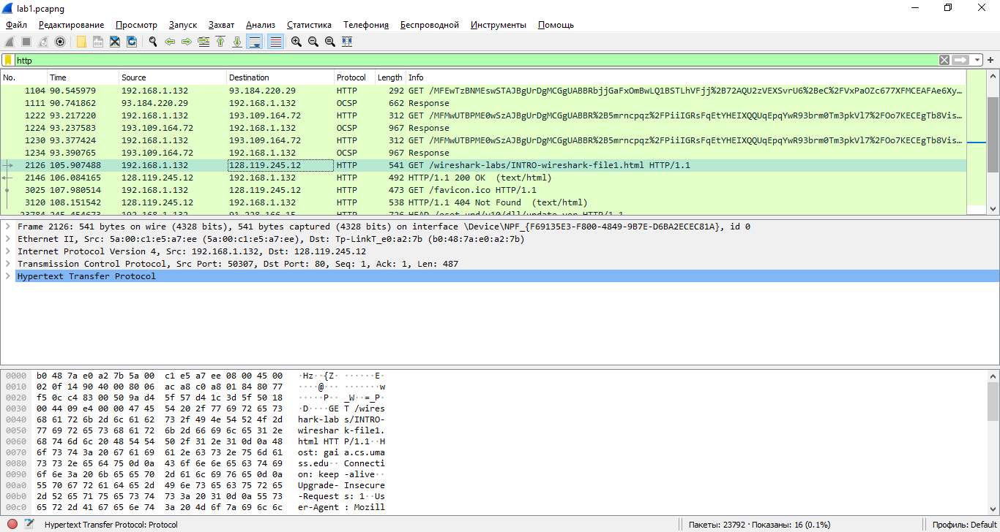 lab1.pcapng
Файл Редактирование Просмотр Запуск Захват Анализ Статистика Телефония Беспроводной Инструменты Помощь
http
No. Time Source Destination Protocol Length Info
1104 90.545979 192.168.1.132 93.184.220.29 HTTP 292 GET /MFEwTzBNMEswSTAJBgUrDgMCGgUABBRbjjGaFxOmBwLQ1BSTLhVFjj%2B72AQU2zVEXSvrU6%2BeC%2FVxPaOZc677XFMCEAFAe6Xy…
1111 90.741862 93.184.220.29 192.168.1.132 OCSP 662 Response
1222 93.217220 192.168.1.132 193.109.164.72 HTTP 312 GET /MFMwUTBPME0wSzAJBgUrDgMCGgUABBR%2B5mrncpqz%2FPiiIGRsFqEtYHEIXQQUqEpqYwR93brm0Tm3pkVl7%2FOo7KECEgTb8Vis…
1224 93.237583 193.109.164.72 192.168.1.132 OCSP 967 Response
1230 93.377424 192.168.1.132 193.109.164.72 HTTP 312 GET /MFMwUTBPME0wSzAJBgUrDgMCGgUABBR%2B5mrncpqz%2FPiiIGRsFqEtYHEIXQQUqEpqYwR93brm0Tm3pkVl7%2FOo7KECEgTb8Vis…
1234 93.390765 193.109.164.72 192.168.1.132 OCSP 967 Response
2126 105.907488 192.168.1.132 128.119.245.12 HTTP 541 GET /wireshark-labs/INTRO-wireshark-file1.html HTTP/1.1
2146 106.084165 128.119.245.12 192.168.1.132 HTTP 492 HTTP/1.1 200 OK (text/html)
3025 107.980514 192.168.1.132 128.119.245.12 HTTP 473 GET /favicon.ico HTTP/1.1
3120 108.151542 128.119.245.12 192.168.1.132 HTTP 538 HTTP/1.1 404 Not Found (text/html)
23784 245.454673 192.168.1.132 91.228.166.15 HTTP 726 HEAD /eset_upd/v10/dll/update.ver HTTP/1.1
Frame 2126: 541 bytes on wire (4328 bits), 541 bytes captured (4328 bits) on interface \Device\NPF_{F69135E3-F800-4849-9B7E-D6BA2ECEC81A}, id 0
Ethernet II, Src: 5a:00:c1:e5:a7:ee (5a:00:c1:e5:a7:ee), Dst: Tp-LinkT_e0:a2:7b (b0:48:7a:e0:a2:7b)
Internet Protocol Version 4, Src: 192.168.1.132, Dst: 128.119.245.12
Transmission Control Protocol, Src Port: 50307, Dst Port: 80, Seq: 1, Ack: 1, Len: 487
Hypertext Transfer Protocol
0000 b0 48 7a e0 a2 7b 5a 00 c1 e5 a7 ee 08 00 45 00 ·Hz··{Z· ······E·
0010 02 0f 14 90 40 00 80 06 ac a8 c0 a8 01 84 80 77 ····@··· ·······w
0020 f5 0c c4 83 00 50 9a d4 5f 57 d4 1c 3d 5f 50 18 ·····P·· _W··=_P·
0030 00 44 09 e4 00 00 47 45 54 20 2f 77 69 72 65 73 ·D····GE T /wires
0040 68 61 72 6b 2d 6c 61 62 73 2f 49 4e 54 52 4f 2d hark-lab s/INTRO-
0050 77 69 72 65 73 68 61 72 6b 2d 66 69 6c 65 31 2e wireshar k-file1.
0060 68 74 6d 6c 20 48 54 54 50 2f 31 2e 31 0d 0a 48 html HTT P/1.1··H
0070 6f 73 74 3a 20 67 61 69 61 2e 63 73 2e 75 6d 61 ost: gai a.cs.uma
0080 73 73 2e 65 64 75 0d 0a 43 6f 6e 6e 65 63 74 69 ss.edu·· Connecti
0090 6f 6e 3a 20 6b 65 65 70 2d 61 6c 69 76 65 0d 0a on: keep -alive··
00a0 55 70 67 72 61 64 65 2d 49 6e 73 65 63 75 72 65 Upgrade- Insecure
00b0 2d 52 65 71 75 65 73 74 73 3a 20 31 0d 0a 55 73 -Request s: 1··Us
00c0 65 72 2d 41 67 65 6e 74 3a 20 4d 6f 7a 69 6c 6c er-Agent : Mozill
Hypertext Transfer Protocol: Protocol Пакеты: 23792 · Показаны: 16 (0.1%) Профиль: Default